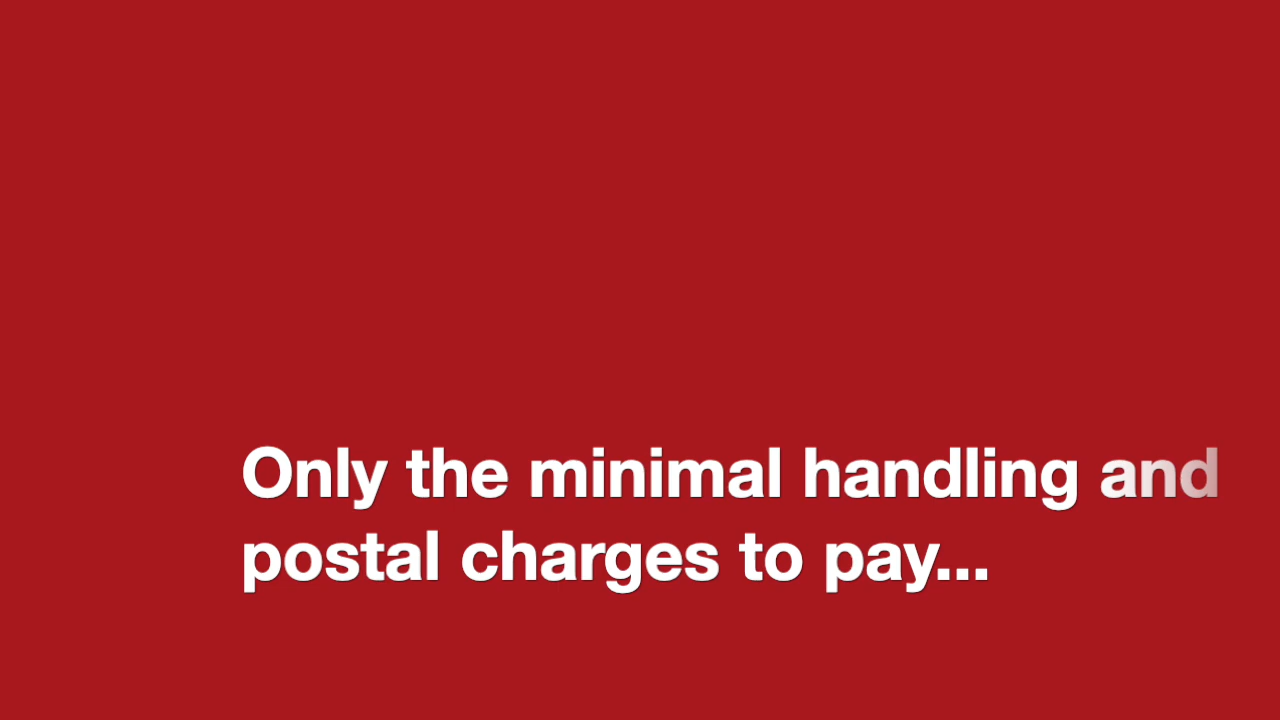 Only the minimal handling and
postal charges to pay...